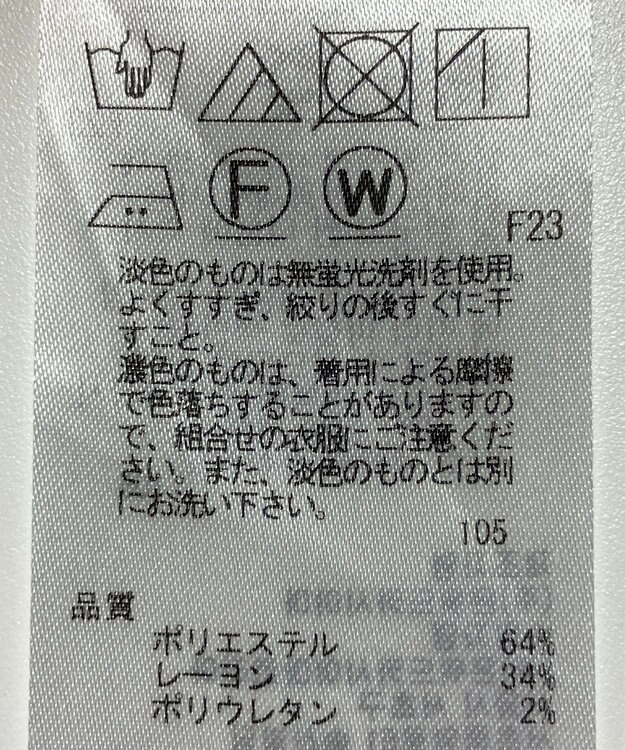 F
W
F23
淡色のものは無蛍光洗剤を使用。
よくすすぎ、絞りの後すぐに干
すこと。
濃色のものは、着用による摩擦
で色落ちすることがありますの
で、組合せの衣服にご注意くだ
さい。また、淡色のものとは別
にお洗い下さい。
105
品質
ポリエステル 64%
レーヨン 34%
ポリウレタン 2%